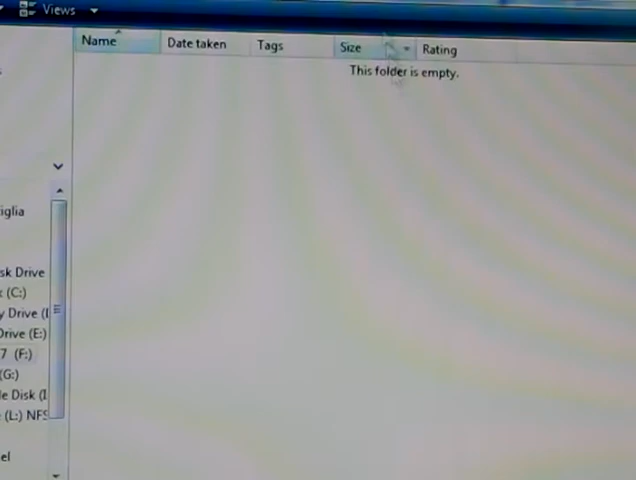 Views
Name Date taken Tags Size Rating
This folder is empty.
iglia
sk Drive
(C:)
y Drive (
Drive (E:)
7 (F:)
(G:)
e Disk (
(L:) NFS
el